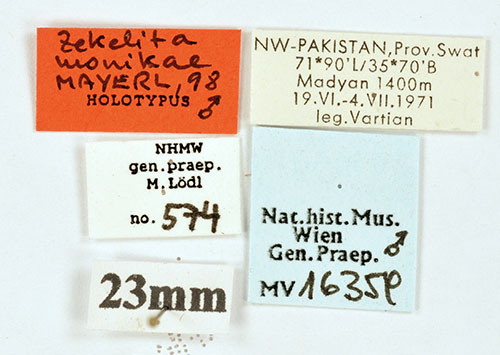 Zekelita
monikae
MAYERL, 98
HOLOTYPUS ♂
NW-PAKISTAN, Prov. Swat
71*90'L/35*70'B
Madyan 1400m
19.VI.-4.VII.1971
leg. Vartian
NHMW
gen.praep.
M.Lödl
no. 574
Nat.hist.Mus.
Wien
Gen.Praep. ♂
MV
23mm